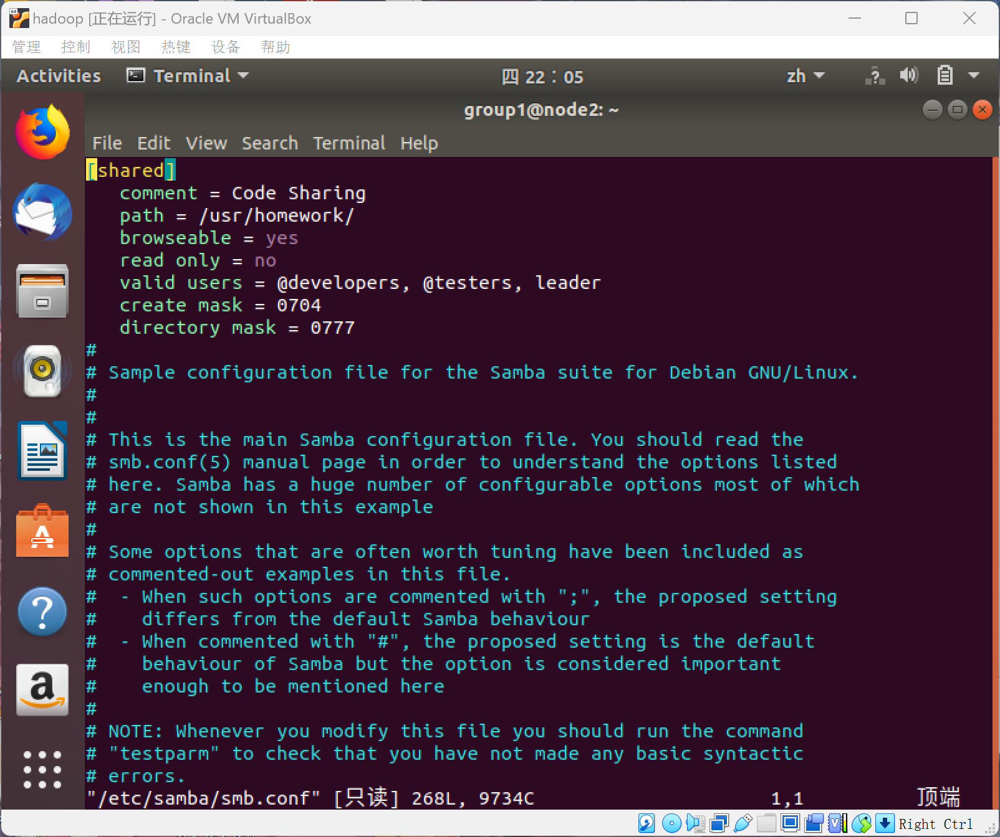 hadoop [正在运行] - Oracle VM VirtualBox
管理 控制 视图 热键 设备 帮助
Activities Terminal 四 22：05 zh
group1@node2: ~
File Edit View Search Terminal Help
[shared]
comment = Code Sharing
path = /usr/homework/
browseable = yes
read only = no
valid users = @developers, @testers, leader
create mask = 0704
directory mask = 0777
#
# Sample configuration file for the Samba suite for Debian GNU/Linux.
#
#
# This is the main Samba configuration file. You should read the
# smb.conf(5) manual page in order to understand the options listed
# here. Samba has a huge number of configurable options most of which
# are not shown in this example
#
# Some options that are often worth tuning have been included as
# commented-out examples in this file.
#  - When such options are commented with ";", the proposed setting
#    differs from the default Samba behaviour
#  - When commented with "#", the proposed setting is the default
#    behaviour of Samba but the option is considered important
#    enough to be mentioned here
#
# NOTE: Whenever you modify this file you should run the command
# "testparm" to check that you have not made any basic syntactic
# errors.
"/etc/samba/smb.conf" [只读] 268L, 9734C 1,1 顶端
Right Ctrl